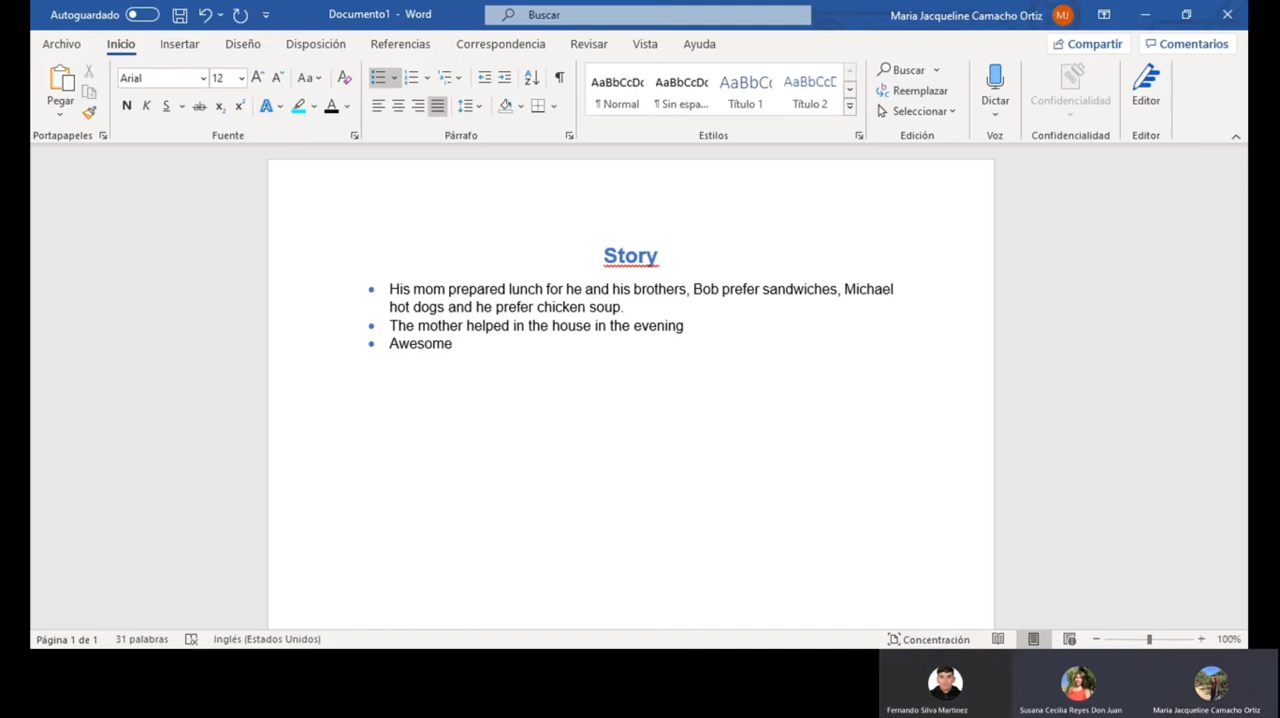 Autoguardado
Documento1 - Word
Buscar
Maria Jacqueline Camacho Ortiz
MJ
Archivo
Inicio
Insertar
Diseño
Disposición
Referencias
Correspondencia
Revisar
Vista
Ayuda
Compartir
Comentarios
Pegar
Arial
12
Aa
N K S ab x₂ x² A A
AaBbCcDc
AaBbCcDc
AaBbCc
AaBbCcD
¶ Normal
¶ Sin espa...
Título 1
Título 2
Buscar
Reemplazar
Seleccionar
Dictar
Confidencialidad
Editor
Portapapeles
Fuente
Párrafo
Estilos
Edición
Voz
Confidencialidad
Editor
Story
• His mom prepared lunch for he and his brothers, Bob prefer sandwiches, Michael
hot dogs and he prefer chicken soup.
• The mother helped in the house in the evening
• Awesome
Página 1 de 1
31 palabras
Inglés (Estados Unidos)
Concentración
100%
Fernando Silva Martinez
Susana Cecilia Reyes Don Juan
Maria Jacqueline Camacho Ortiz